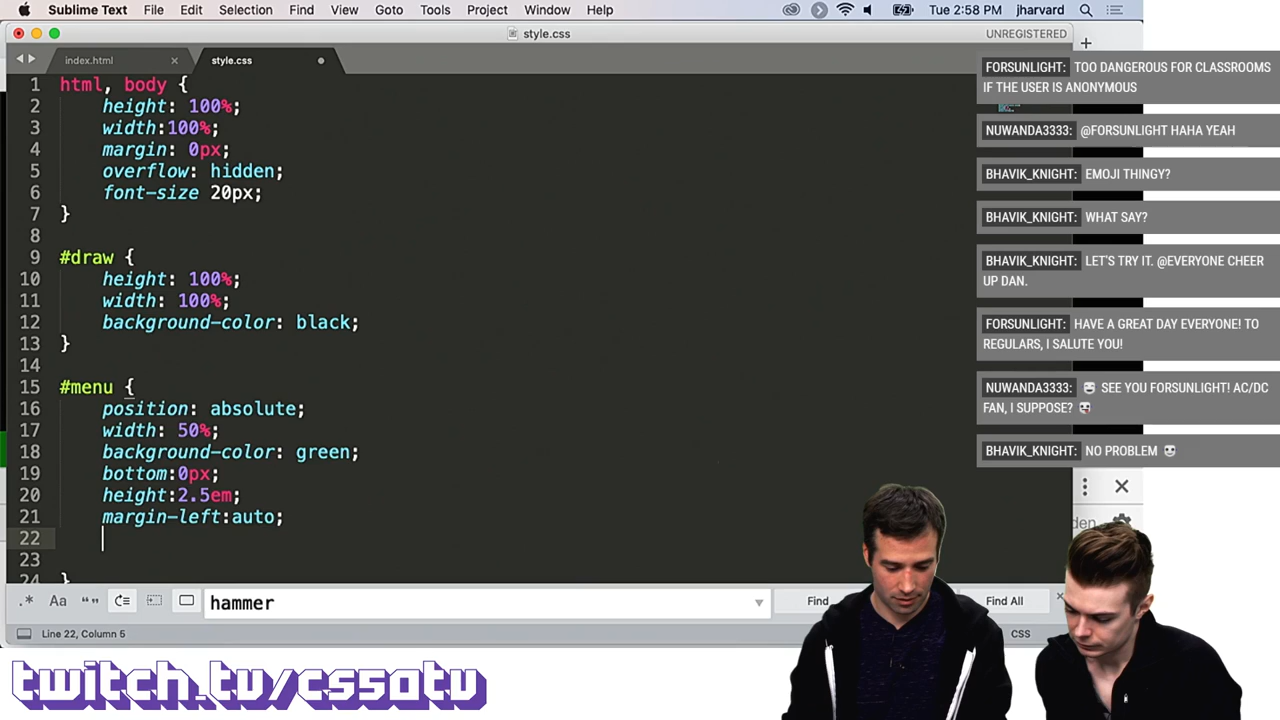 Sublime Text File Edit Selection Find View Goto Tools Project Window Help Tue 2:58 PM jharvard
style.css
UNREGISTERED
index.html
style.css
1 html, body {
2 height: 100%;
3 width:100%;
4 margin: 0px;
5 overflow: hidden;
6 font-size 20px;
7 }
8
9 #draw {
10 height: 100%;
11 width: 100%;
12 background-color: black;
13 }
14
15 #menu {
16 position: absolute;
17 width: 50%;
18 background-color: green;
19 bottom:0px;
20 height:2.5em;
21 margin-left:auto;
22
23
24 }
.* Aa “” hammer Find Find All
Line 22, Column 5
CSS
FORSUNLIGHT: TOO DANGEROUS FOR CLASSROOMS
IF THE USER IS ANONYMOUS
NUWANDA3333: @FORSUNLIGHT HAHA YEAH
BHAVIK_KNIGHT: EMOJI THINGY?
BHAVIK_KNIGHT: WHAT SAY?
BHAVIK_KNIGHT: LET'S TRY IT. @EVERYONE CHEER
UP DAN.
FORSUNLIGHT: HAVE A GREAT DAY EVERYONE! TO
REGULARS, I SALUTE YOU!
NUWANDA3333: SEE YOU FORSUNLIGHT! AC/DC
FAN, I SUPPOSE?
BHAVIK_KNIGHT: NO PROBLEM
twitch.tv/cs50tv